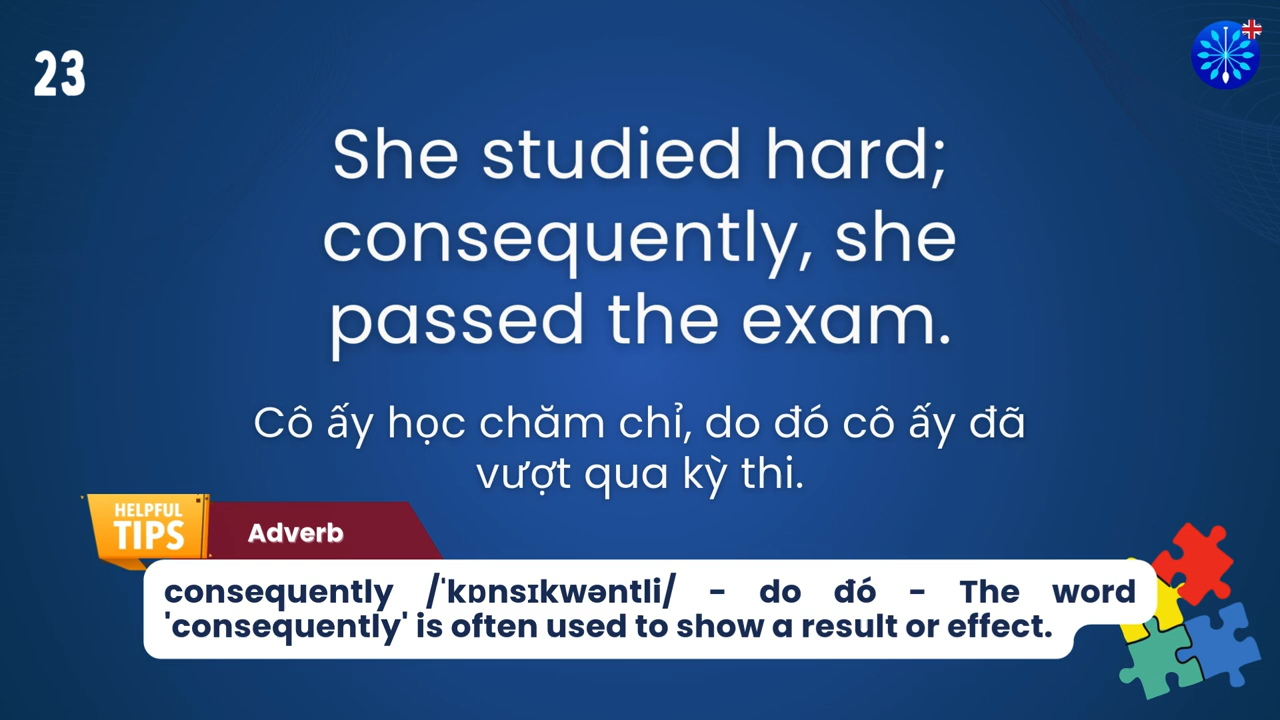 23
She studied hard;
consequently, she
passed the exam.
Cô ấy học chăm chỉ, do đó cô ấy đã
vượt qua kỳ thi.
HELPFUL
TIPS
Adverb
consequently /ˈkɒnsɪkwəntli/ - do đó - The word
'consequently' is often used to show a result or effect.